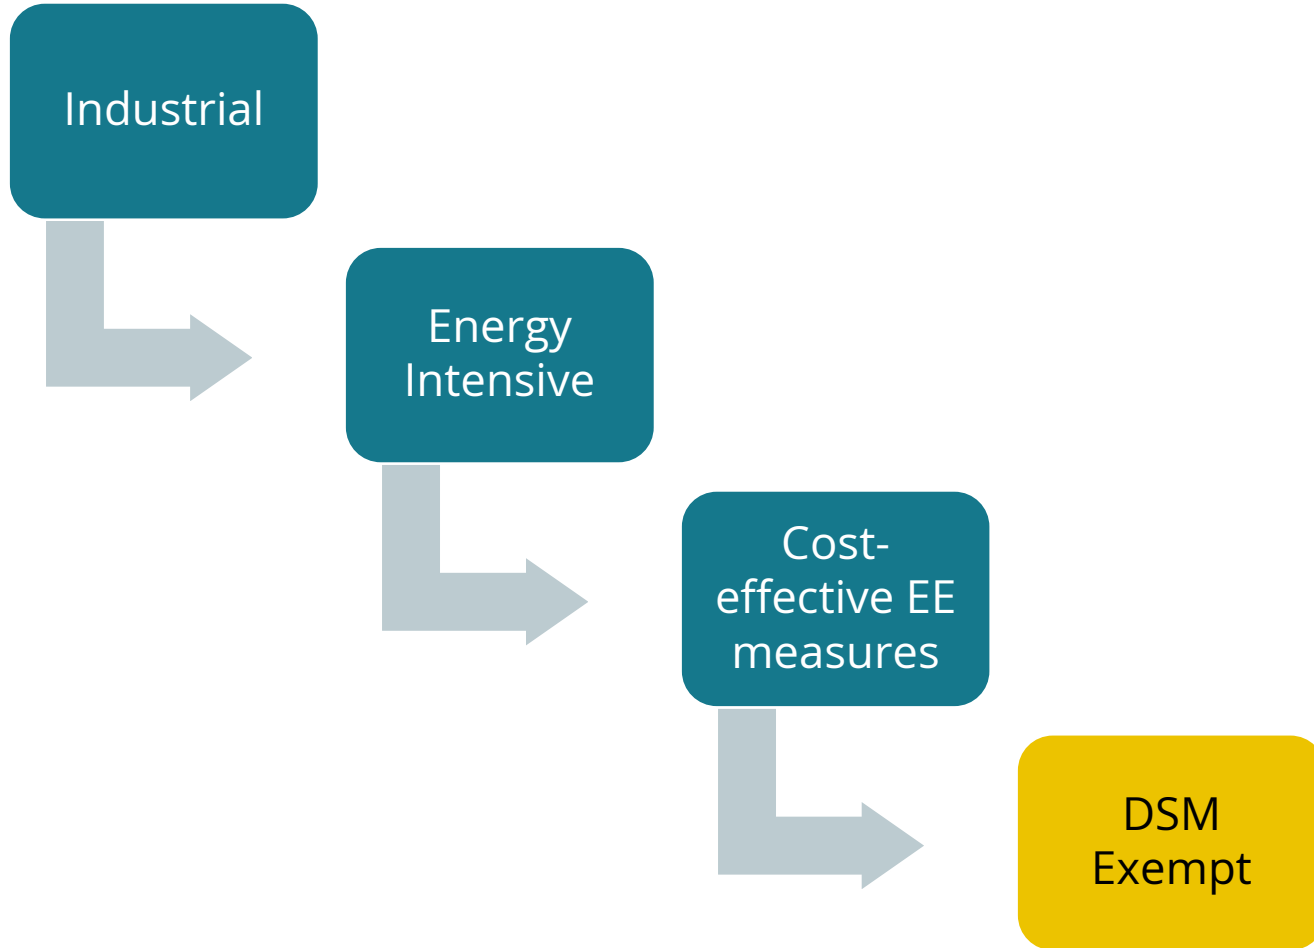 Industrial
Energy
Intensive
Cost-
effective EE
measures
DSM
Exempt